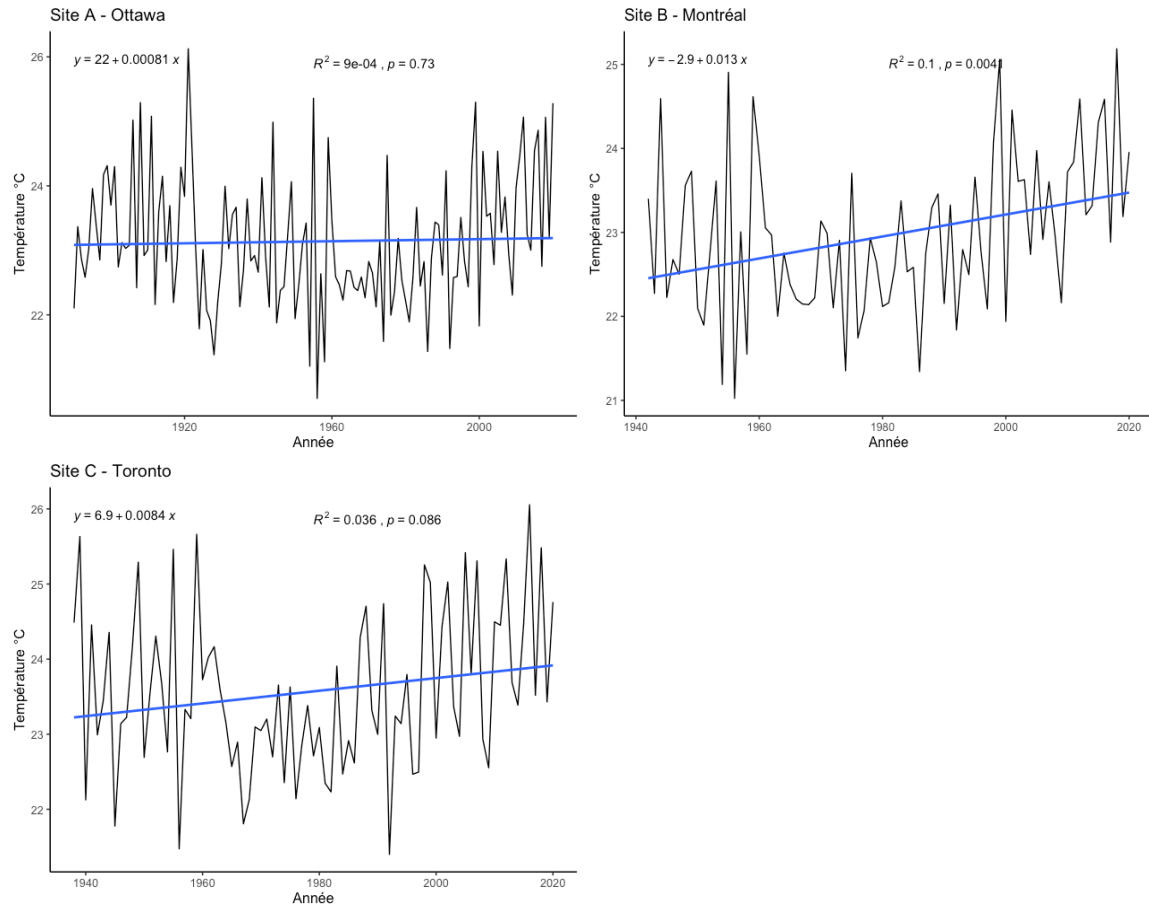 Site A - Ottawa
y = 22 + 0.00081 x
R² = 9e-04 , p = 0.73
26
24
22
Température °C
1920
1960
2000
Année
Site B - Montréal
y = − 2.9 + 0.013 x
R² = 0.1 , p = 0.0041
25
24
23
22
21
Température °C
1940
1960
1980
2000
2020
Année
Site C - Toronto
y = 6.9 + 0.0084 x
R² = 0.036 , p = 0.086
26
25
24
23
22
Température °C
1940
1960
1980
2000
2020
Année